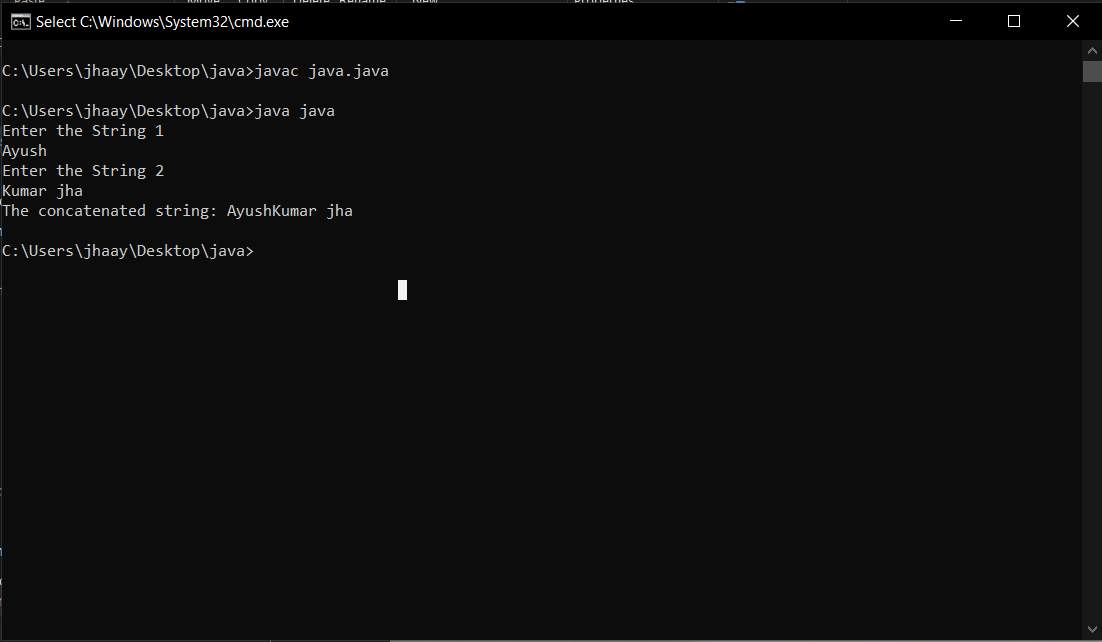 Select C:\Windows\System32\cmd.exe
C:\Users\jhaay\Desktop\java>javac java.java
C:\Users\jhaay\Desktop\java>java java
Enter the String 1
Ayush
Enter the String 2
Kumar jha
The concatenated string: AyushKumar jha
C:\Users\jhaay\Desktop\java>